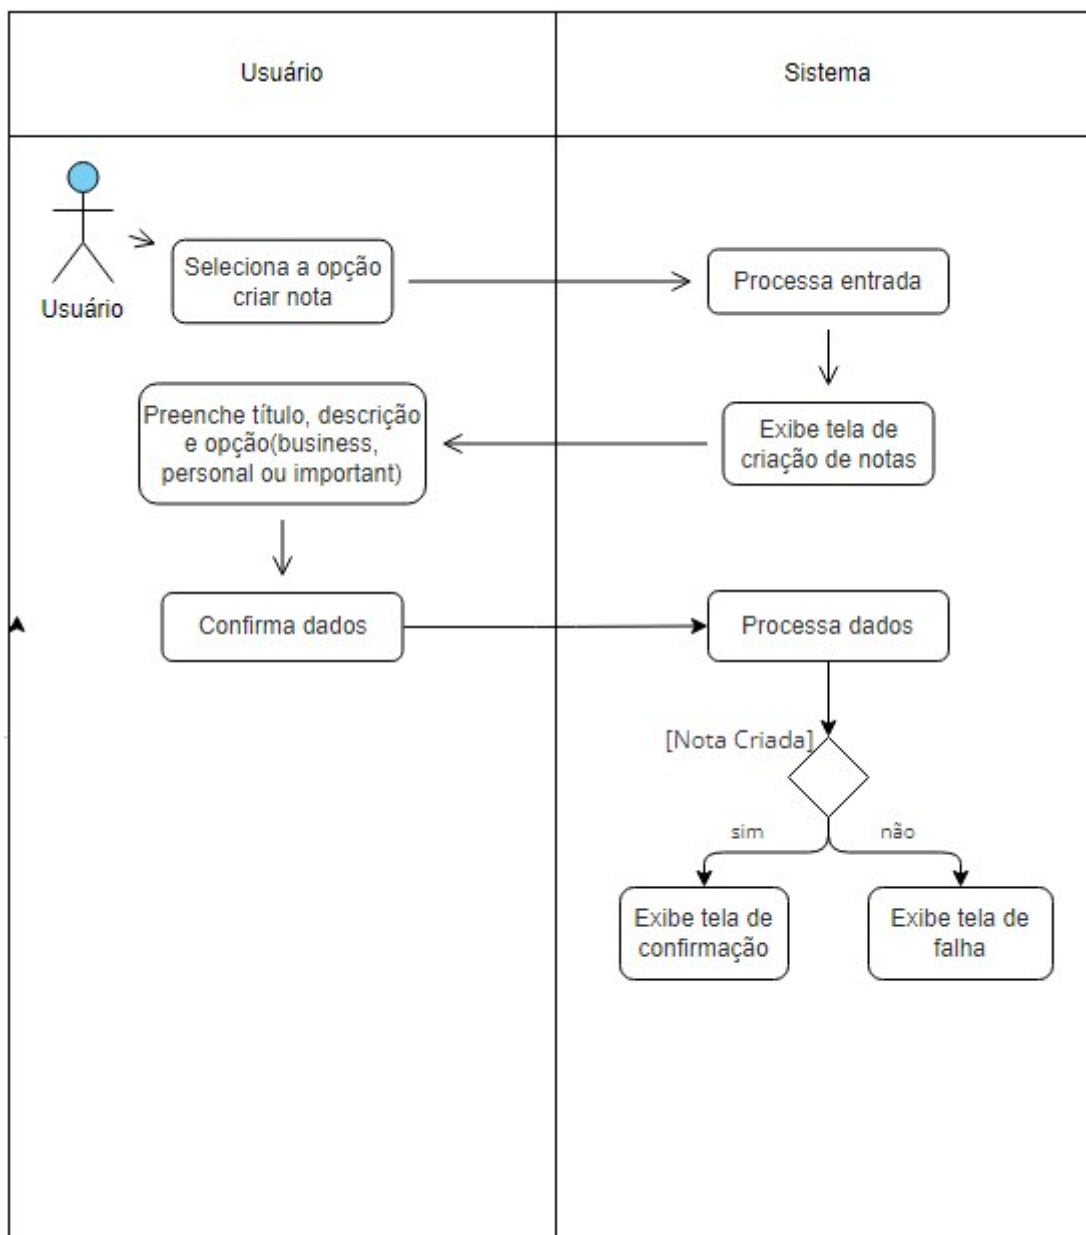 Usuário
Sistema
Usuário
Seleciona a opção
criar nota
Processa entrada
Preenche título, descrição
e opção(business,
personal ou important)
Exibe tela de
criação de notas
Confirma dados
Processa dados
[Nota Criada]
sim
não
Exibe tela de
confirmação
Exibe tela de
falha